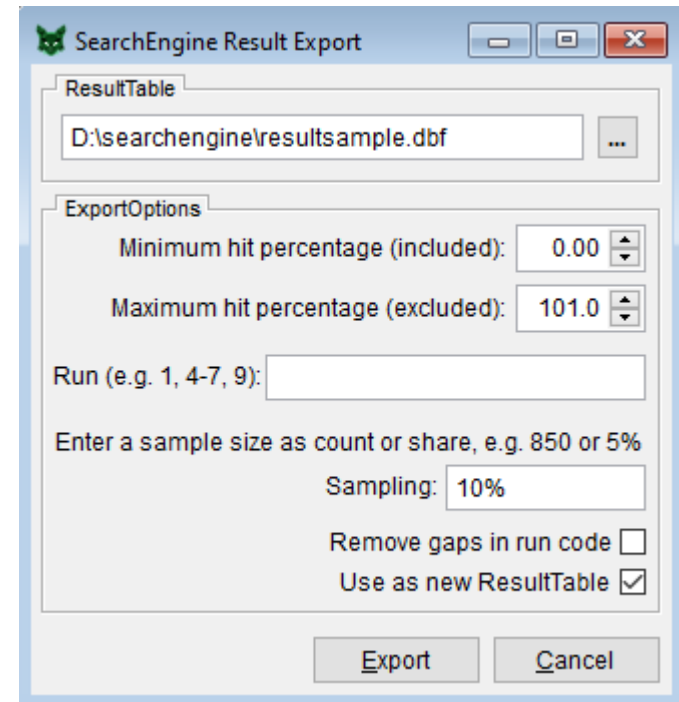 SearchEngine Result Export
ResultTable
D:\searchengine\resultsample.dbf ...
ExportOptions
Minimum hit percentage (included): 0.00
Maximum hit percentage (excluded): 101.0
Run (e.g. 1, 4-7, 9):
Enter a sample size as count or share, e.g. 850 or 5%
Sampling: 10%
Remove gaps in run code
Use as new ResultTable
Export Cancel